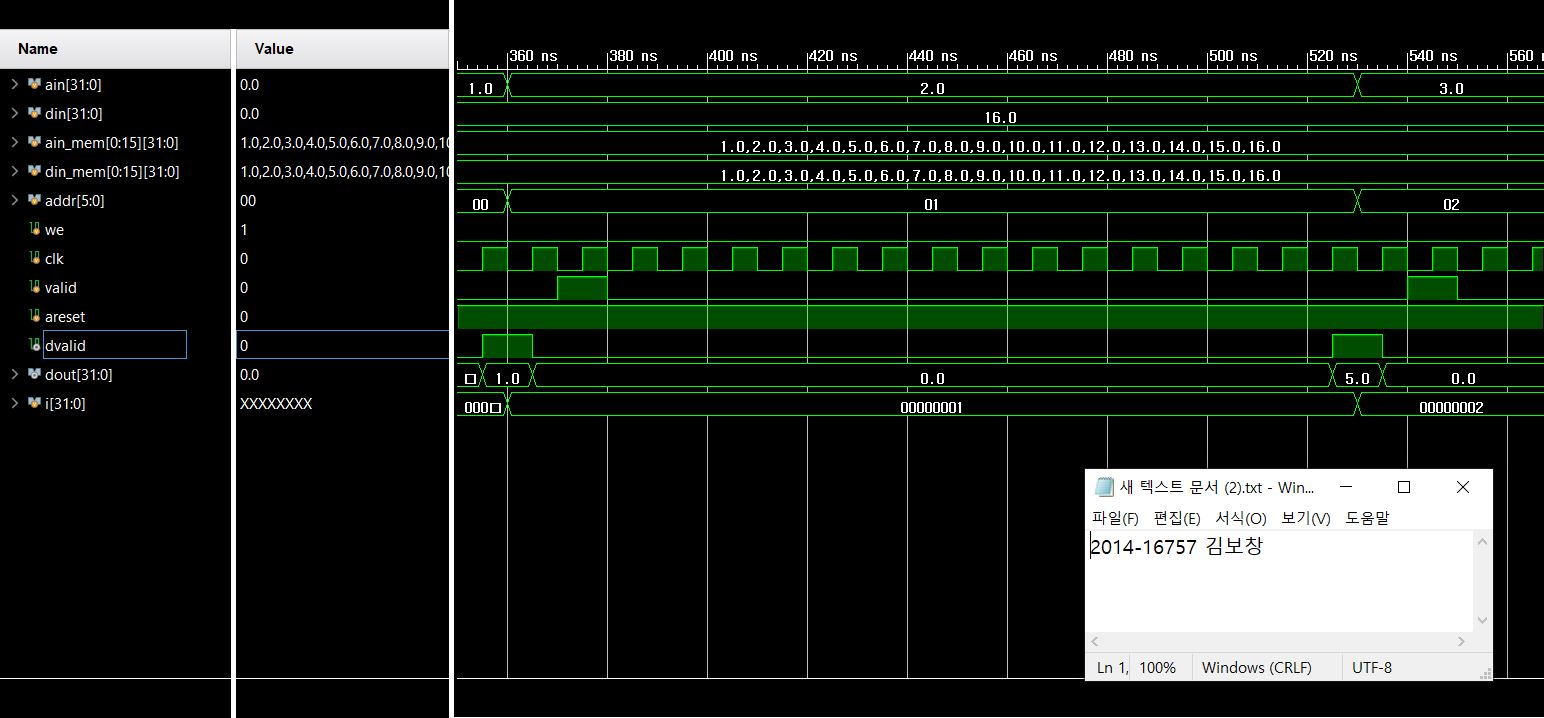 Name Value
360 ns 380 ns 400 ns 420 ns 440 ns 460 ns 480 ns 500 ns 520 ns 540 ns 560
ain[31:0] 0.0 1.0 2.0 3.0
din[31:0] 0.0 16.0
ain_mem[0:15][31:0] 1.0,2.0,3.0,4.0,5.0,6.0,7.0,8.0,9.0,10 1.0,2.0,3.0,4.0,5.0,6.0,7.0,8.0,9.0,10.0,11.0,12.0,13.0,14.0,15.0,16.0
din_mem[0:15][31:0] 1.0,2.0,3.0,4.0,5.0,6.0,7.0,8.0,9.0,10 1.0,2.0,3.0,4.0,5.0,6.0,7.0,8.0,9.0,10.0,11.0,12.0,13.0,14.0,15.0,16.0
addr[5:0] 00 00 01 02
we 1
clk 0
valid 0
areset 0
dvalid 0
dout[31:0] 0.0 1.0 0.0 5.0 0.0
i[31:0] XXXXXXXX 000 00000001 00000002
새 텍스트 문서 (2).txt - Win...
파일(F) 편집(E) 서식(O) 보기(V) 도움말
2014-16757 김보창
Ln 1, 100% Windows (CRLF) UTF-8